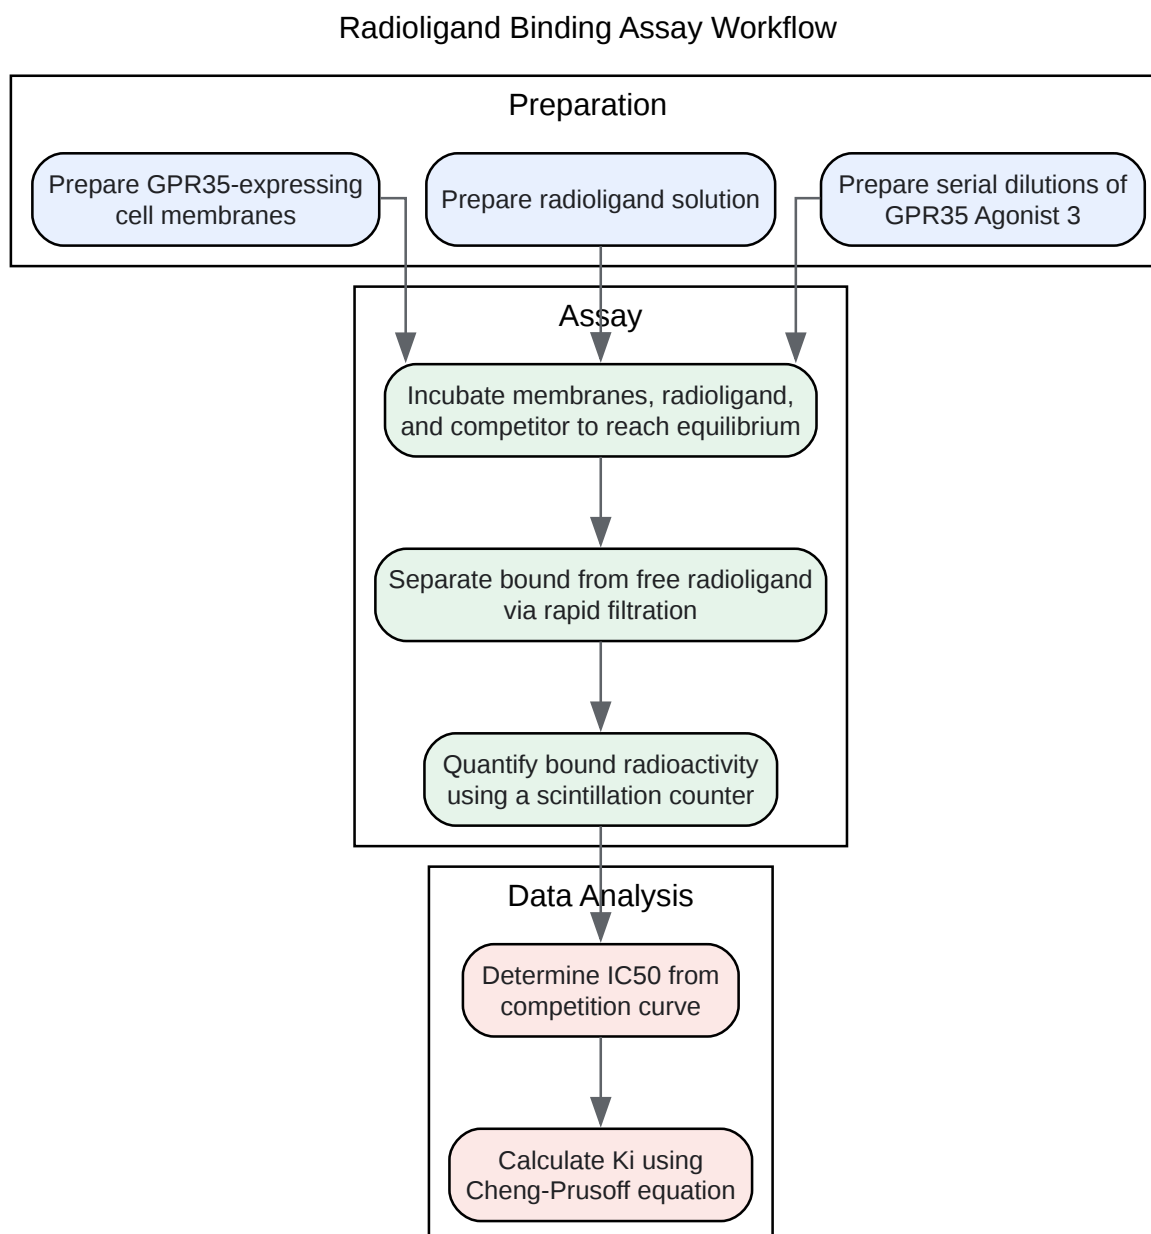 Radioligand Binding Assay Workflow
Preparation
Prepare GPR35-expressing
cell membranes
Prepare radioligand solution
Prepare serial dilutions of
GPR35 Agonist 3
Assay
Incubate membranes, radioligand,
and competitor to reach equilibrium
Separate bound from free radioligand
via rapid filtration
Quantify bound radioactivity
using a scintillation counter
Data Analysis
Determine IC50 from
competition curve
Calculate Ki using
Cheng-Prusoff equation